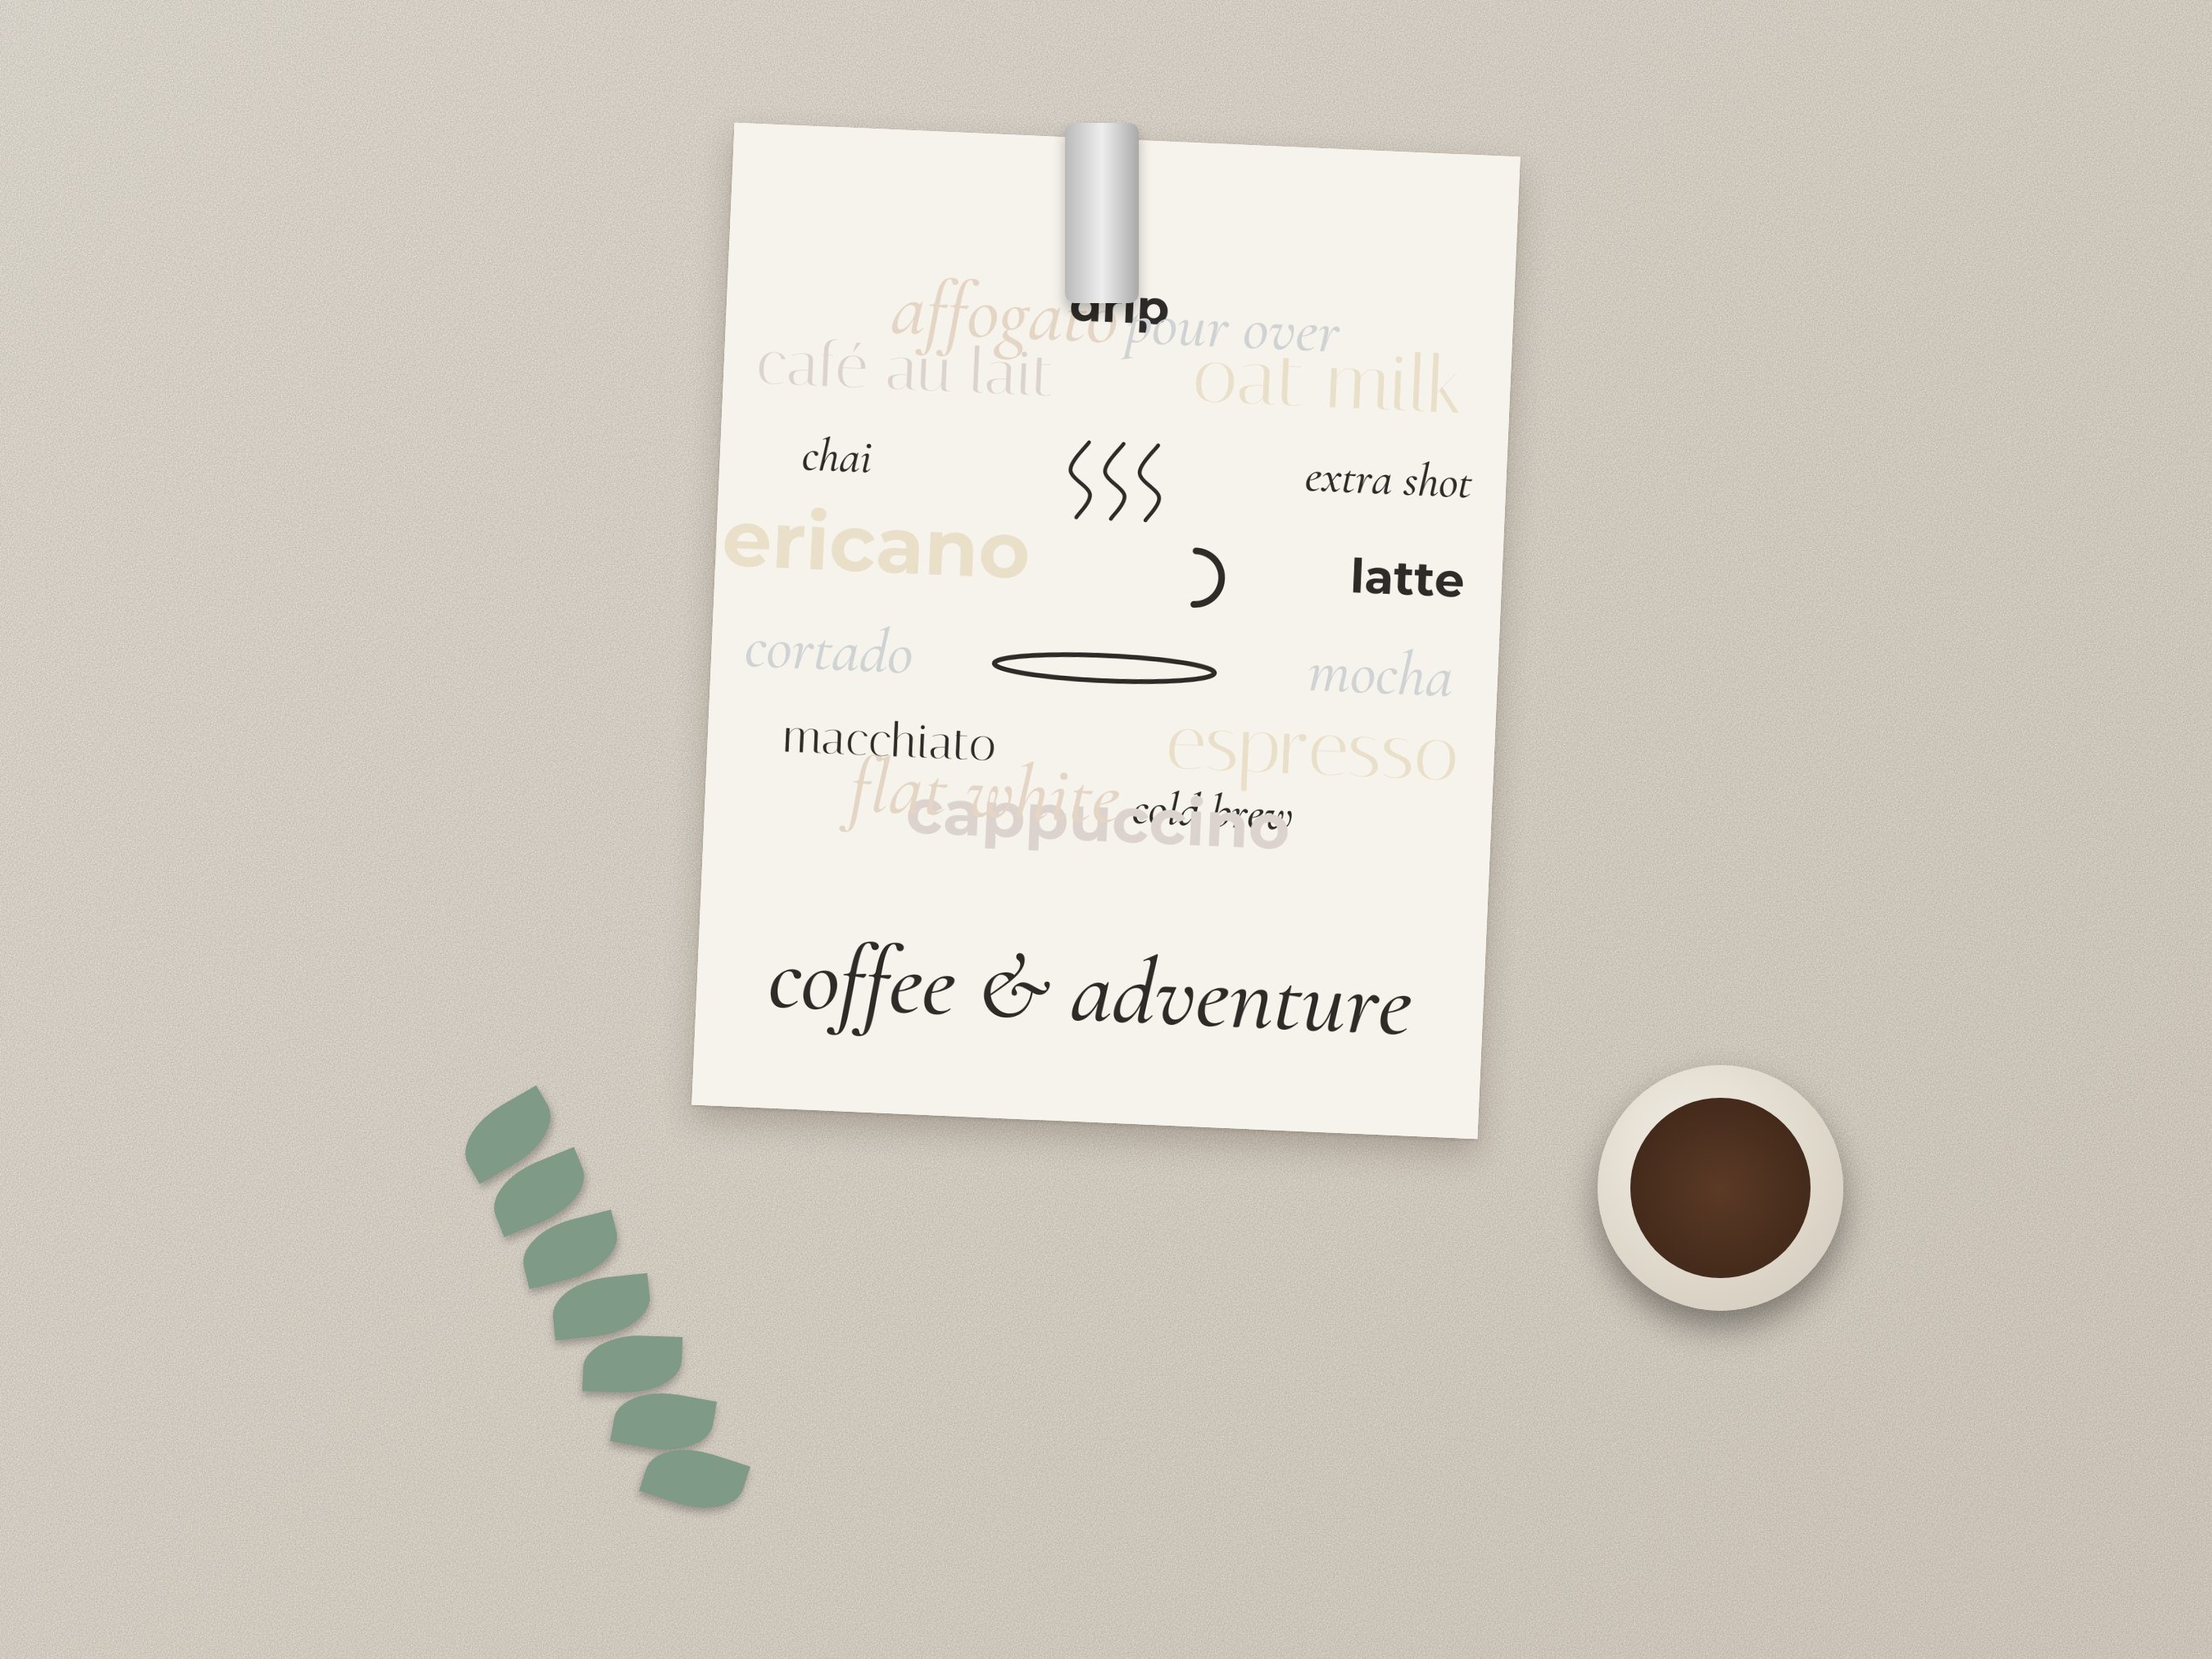 drip
affogato
pour over
café au lait
oat milk
chai
extra shot
ericano
latte
cortado
mocha
macchiato
espresso
flat white
cold brew
cappuccino
coffee & adventure